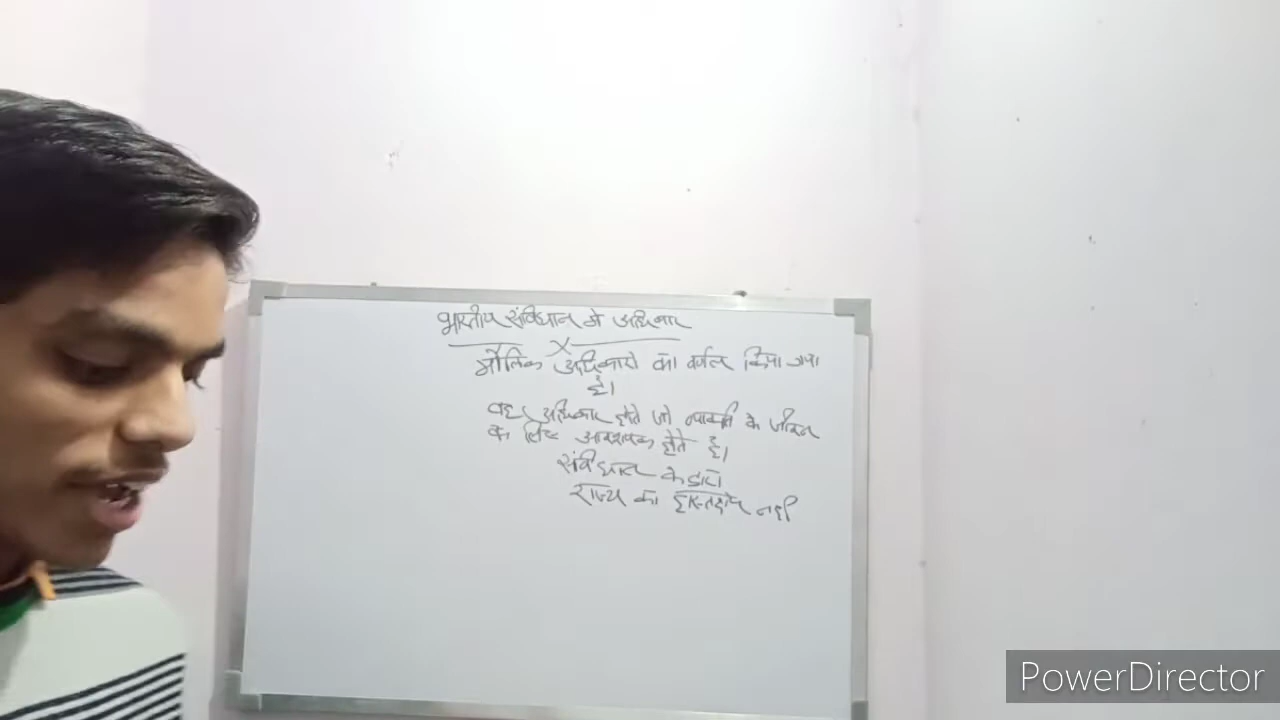 भारतीय संविधान मे अधिकार
मौलिक अधिकारो का वर्णन किया गया
है।
वह अधिकार होते जो व्यक्ति के जीवन
के लिए आवश्यक होते है।
संविधान के द्वारा
राज्य का हस्तक्षेप नही
PowerDirector